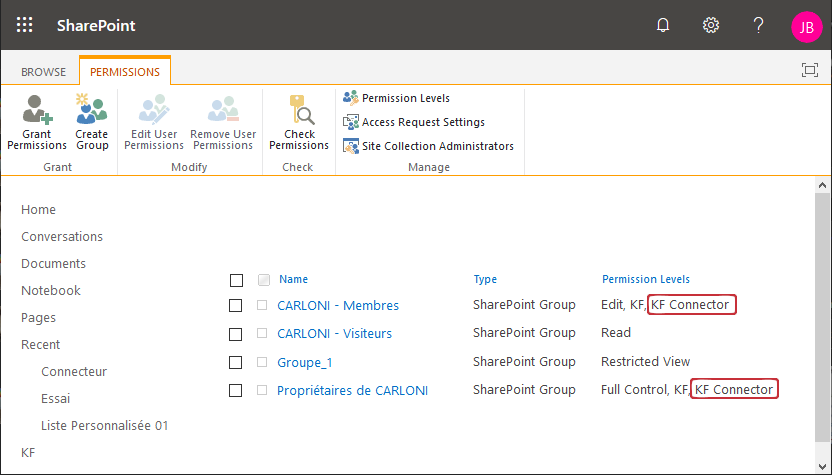 SharePoint
? JB
BROWSE PERMISSIONS
Grant Permissions
Create Group
Grant
Edit User Permissions
Remove User Permissions
Modify
Check Permissions
Check
Permission Levels
Access Request Settings
Site Collection Administrators
Manage
Home
Conversations
Documents
Notebook
Pages
Recent
Connecteur
Essai
Liste Personnalisée 01
KF
Name Type Permission Levels
CARLONI - Membres SharePoint Group Edit, KF, KF Connector
CARLONI - Visiteurs SharePoint Group Read
Groupe_1 SharePoint Group Restricted View
Propriétaires de CARLONI SharePoint Group Full Control, KF, KF Connector